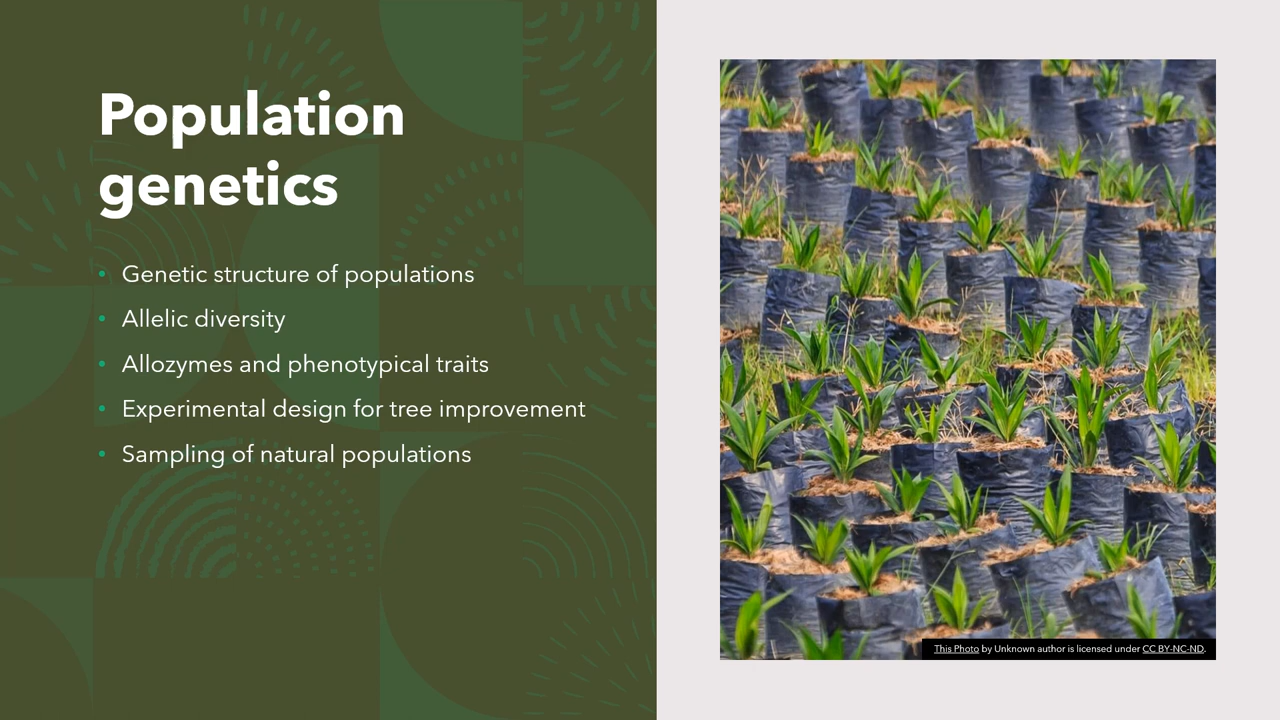 Population
genetics
• Genetic structure of populations
• Allelic diversity
• Allozymes and phenotypical traits
• Experimental design for tree improvement
• Sampling of natural populations
This Photo by Unknown author is licensed under CC BY-NC-ND.